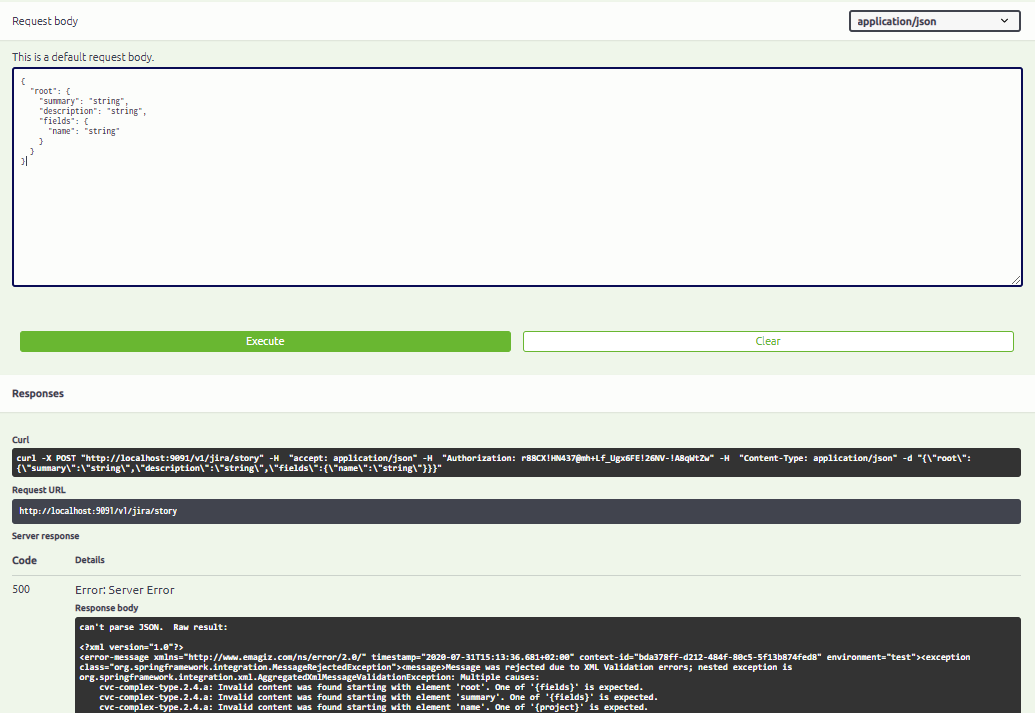 Request body
application/json
This is a default request body.
{
  "root": {
    "summary": "string",
    "description": "string",
    "fields": {
      "name": "string"
    }
  }
}
Execute
Clear
Responses
Curl
curl -X POST "http://localhost:9091/v1/jira/story" -H  "accept: application/json" -H  "Authorization: r88CX!HN437@mh+Lf_Ugx6FE!26NV-!A8qWtZw" -H  "Content-Type: application/json" -d "{\"root\":
{\"summary\":\"string\",\"description\":\"string\",\"fields\":{\"name\":\"string\"}}}"
Request URL
http://localhost:9091/v1/jira/story
Server response
Code
Details
500
Error: Server Error
Response body
can't parse JSON.  Raw result:
<?xml version="1.0"?>
<error-message xmlns="http://www.emagiz.com/ns/error/2.0/" timestamp="2020-07-31T15:13:36.681+02:00" context-id="bda378ff-d212-484f-80c5-5f13b874fed8" environment="test"><exception
class="org.springframework.integration.MessageRejectedException"><message>Message was rejected due to XML Validation errors; nested exception is
org.springframework.integration.xml.AggregatedXmlMessageValidationException: Multiple causes:
    cvc-complex-type.2.4.a: Invalid content was found starting with element 'root'. One of '{fields}' is expected.
    cvc-complex-type.2.4.a: Invalid content was found starting with element 'summary'. One of '{fields}' is expected.
    cvc-complex-type.2.4.a: Invalid content was found starting with element 'name'. One of '{project}' is expected.